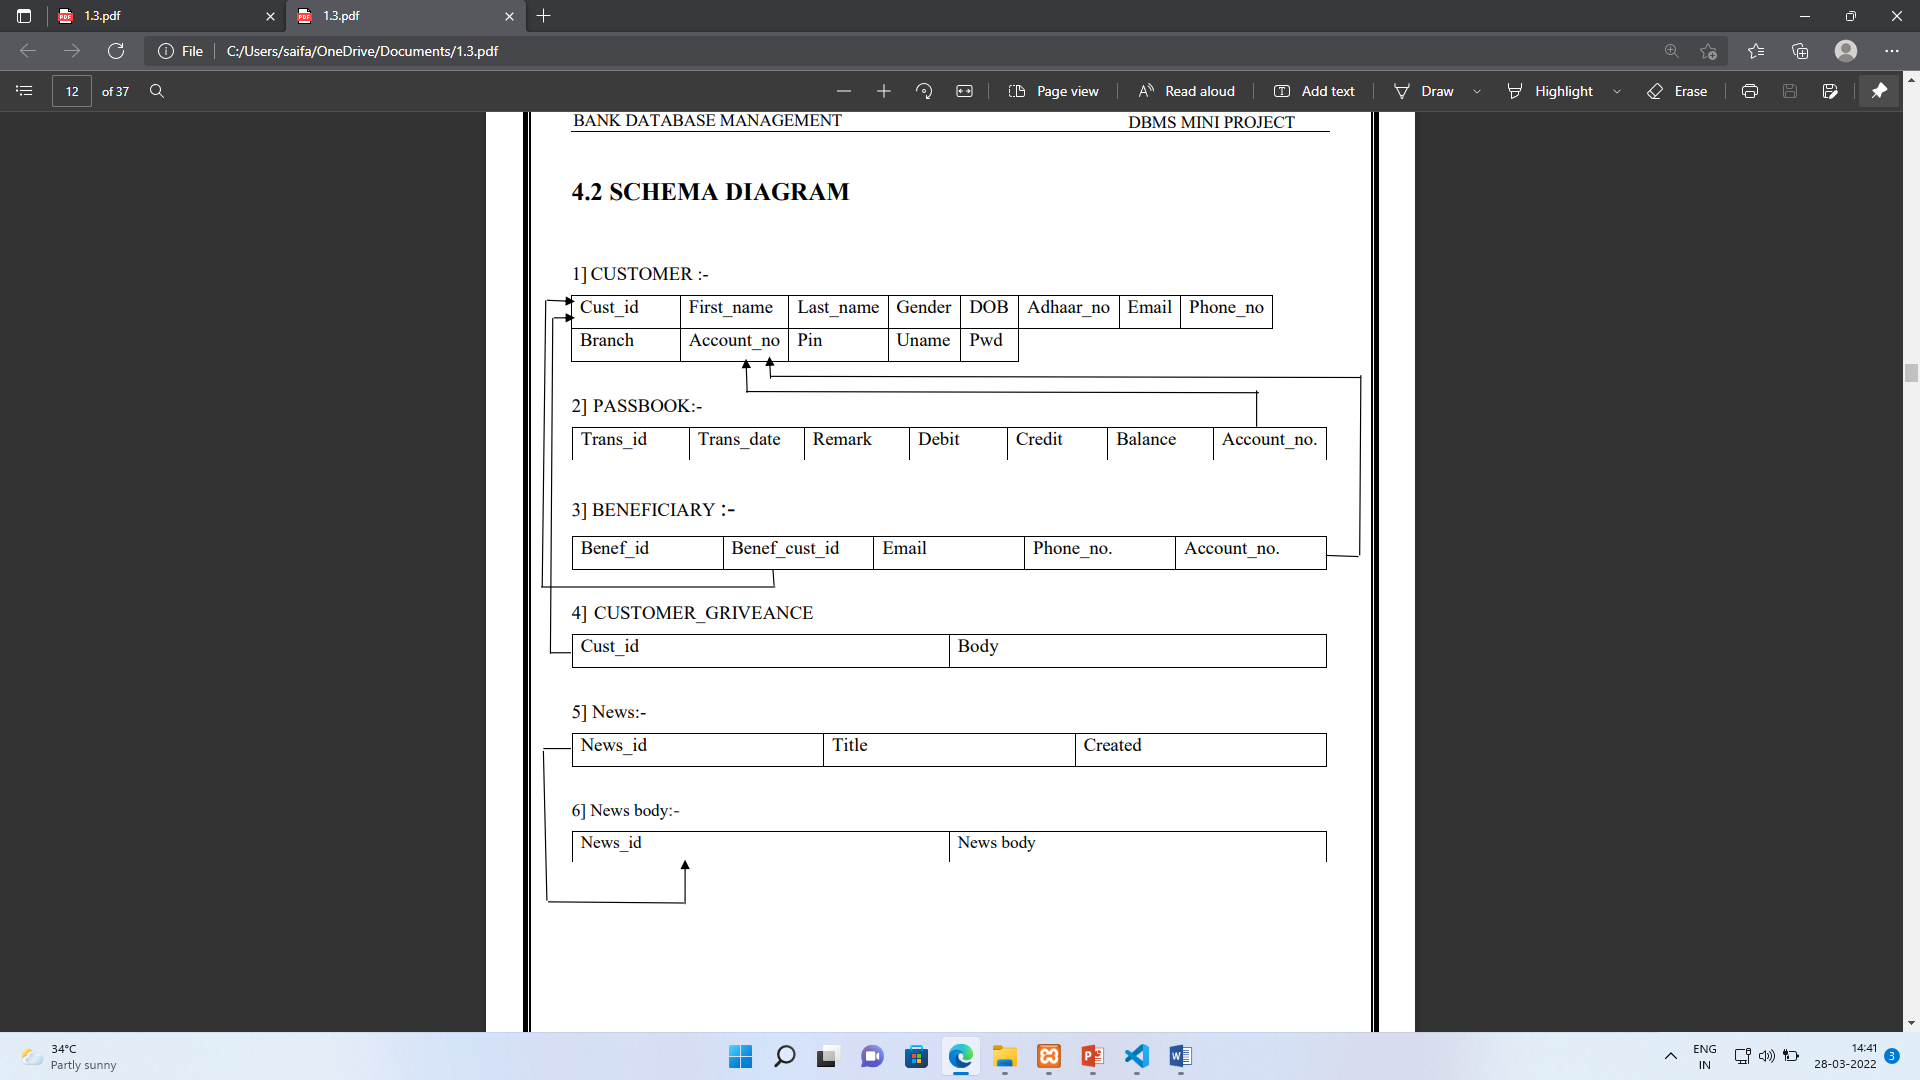 1.3.pdf
1.3.pdf
File C:/Users/saifa/OneDrive/Documents/1.3.pdf
12 of 37 Page view Read aloud Add text Draw Highlight Erase
BANK DATABASE MANAGEMENT DBMS MINI PROJECT
4.2 SCHEMA DIAGRAM
1] CUSTOMER :-
Cust_id First_name Last_name Gender DOB Adhaar_no Email Phone_no
Branch Account_no Pin Uname Pwd
2] PASSBOOK:-
Trans_id Trans_date Remark Debit Credit Balance Account_no.
3] BENEFICIARY :-
Benef_id Benef_cust_id Email Phone_no. Account_no.
4] CUSTOMER_GRIVEANCE
Cust_id Body
5] News:-
News_id Title Created
6] News body:-
News_id News body
34°C
Partly sunny
ENG
IN
14:41
28-03-2022
3